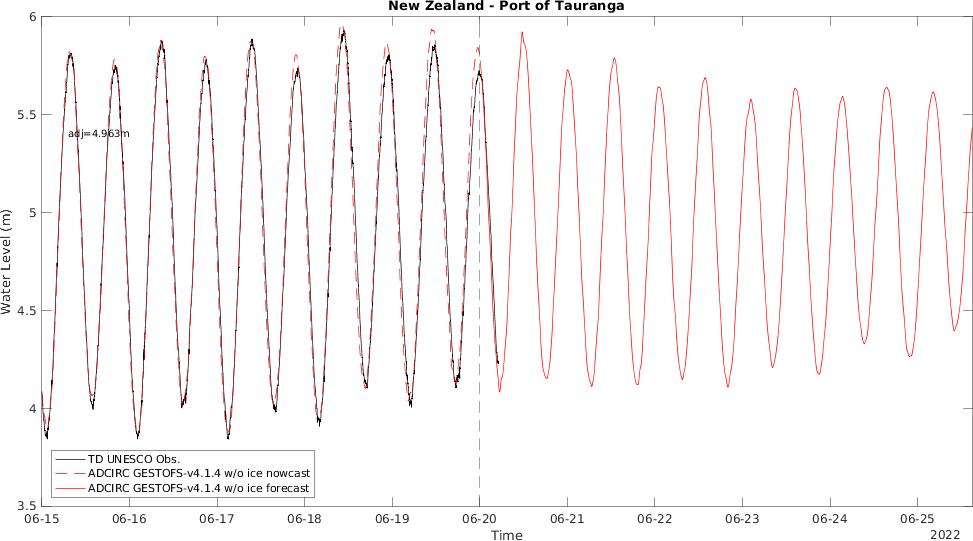 New Zealand - Port of Tauranga
6
5.5
adj=4.963m
5
Water Level (m)
4.5
4
TD UNESCO Obs.
ADCIRC GESTOFS-v4.1.4 w/o ice nowcast
ADCIRC GESTOFS-v4.1.4 w/o ice forecast
3.5
06-15 06-16 06-17 06-18 06-19 06-20 06-21 06-22 06-23 06-24 06-25
Time
2022